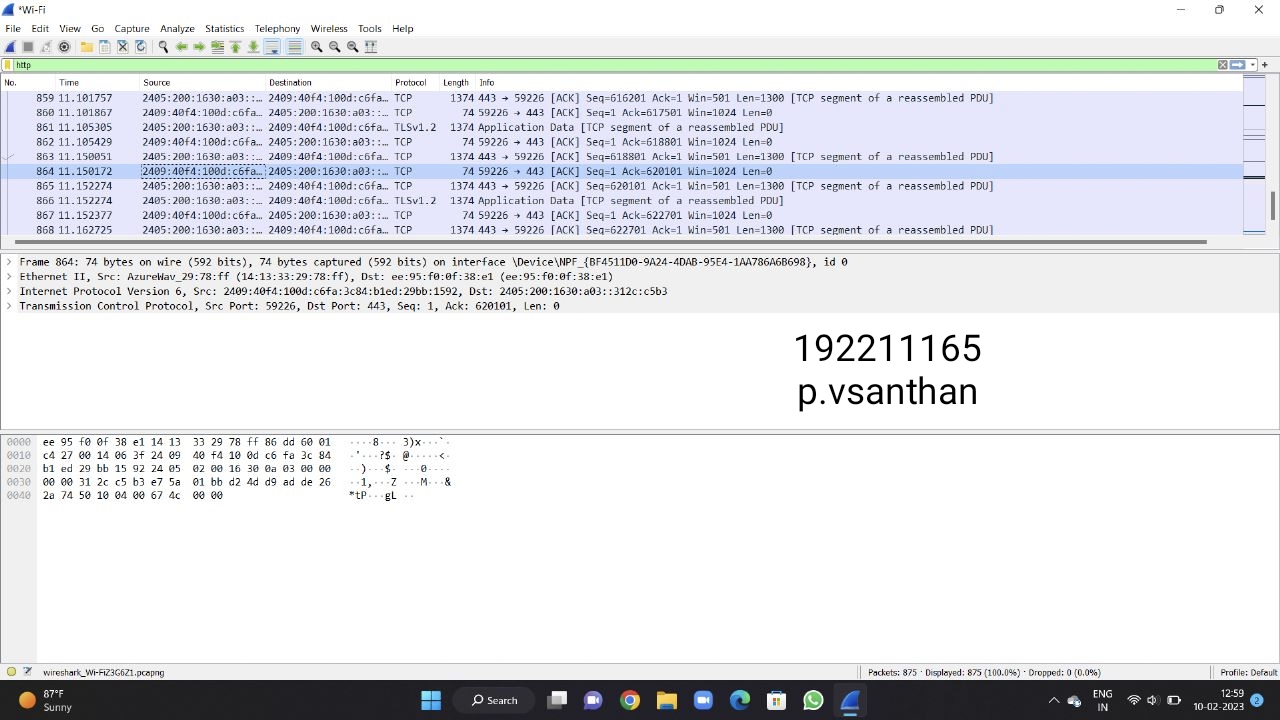 *Wi-Fi
File Edit View Go Capture Analyze Statistics Telephony Wireless Tools Help
http
No. Time Source Destination Protocol Length Info
859 11.101757 2405:200:1630:a03::… 2409:40f4:100d:c6fa… TCP 1374 443 → 59226 [ACK] Seq=616201 Ack=1 Win=501 Len=1300 [TCP segment of a reassembled PDU]
860 11.101867 2409:40f4:100d:c6fa… 2405:200:1630:a03::… TCP 74 59226 → 443 [ACK] Seq=1 Ack=617501 Win=1024 Len=0
861 11.105305 2405:200:1630:a03::… 2409:40f4:100d:c6fa… TLSv1.2 1374 Application Data [TCP segment of a reassembled PDU]
862 11.105429 2409:40f4:100d:c6fa… 2405:200:1630:a03::… TCP 74 59226 → 443 [ACK] Seq=1 Ack=618801 Win=1024 Len=0
863 11.150051 2405:200:1630:a03::… 2409:40f4:100d:c6fa… TCP 1374 443 → 59226 [ACK] Seq=618801 Ack=1 Win=501 Len=1300 [TCP segment of a reassembled PDU]
864 11.150172 2409:40f4:100d:c6fa… 2405:200:1630:a03::… TCP 74 59226 → 443 [ACK] Seq=1 Ack=620101 Win=1024 Len=0
865 11.152274 2405:200:1630:a03::… 2409:40f4:100d:c6fa… TCP 1374 443 → 59226 [ACK] Seq=620101 Ack=1 Win=501 Len=1300 [TCP segment of a reassembled PDU]
866 11.152274 2405:200:1630:a03::… 2409:40f4:100d:c6fa… TLSv1.2 1374 Application Data [TCP segment of a reassembled PDU]
867 11.152377 2409:40f4:100d:c6fa… 2405:200:1630:a03::… TCP 74 59226 → 443 [ACK] Seq=1 Ack=622701 Win=1024 Len=0
868 11.162725 2405:200:1630:a03::… 2409:40f4:100d:c6fa… TCP 1374 443 → 59226 [ACK] Seq=622701 Ack=1 Win=501 Len=1300 [TCP segment of a reassembled PDU]
Frame 864: 74 bytes on wire (592 bits), 74 bytes captured (592 bits) on interface \Device\NPF_{BF4511D0-9A24-4DAB-95E4-1AA786A6B698}, id 0
Ethernet II, Src: AzureWav_29:78:ff (14:13:33:29:78:ff), Dst: ee:95:f0:0f:38:e1 (ee:95:f0:0f:38:e1)
Internet Protocol Version 6, Src: 2409:40f4:100d:c6fa:3c84:b1ed:29bb:1592, Dst: 2405:200:1630:a03::312c:c5b3
Transmission Control Protocol, Src Port: 59226, Dst Port: 443, Seq: 1, Ack: 620101, Len: 0
192211165
p.vsanthan
0000 ee 95 f0 0f 38 e1 14 13 33 29 78 ff 86 dd 60 01 ····8··· 3)x···`·
0010 c4 27 00 14 06 3f 24 09 40 f4 10 0d c6 fa 3c 84 ·'···?$· @·····<·
0020 b1 ed 29 bb 15 92 24 05 02 00 16 30 0a 03 00 00 ··)···$· ···0····
0030 00 00 31 2c c5 b3 e7 5a 01 bb d2 4d d9 ad de 26 ··1,···Z ···M···&
0040 2a 74 50 10 04 00 67 4c 00 00 *tP···gL ··
wireshark_Wi-FiZ3G6Z1.pcapng Packets: 875 · Displayed: 875 (100.0%) · Dropped: 0 (0.0%) Profile: Default
87°F
Sunny
Search
ENG
IN
12:59
10-02-2023
2